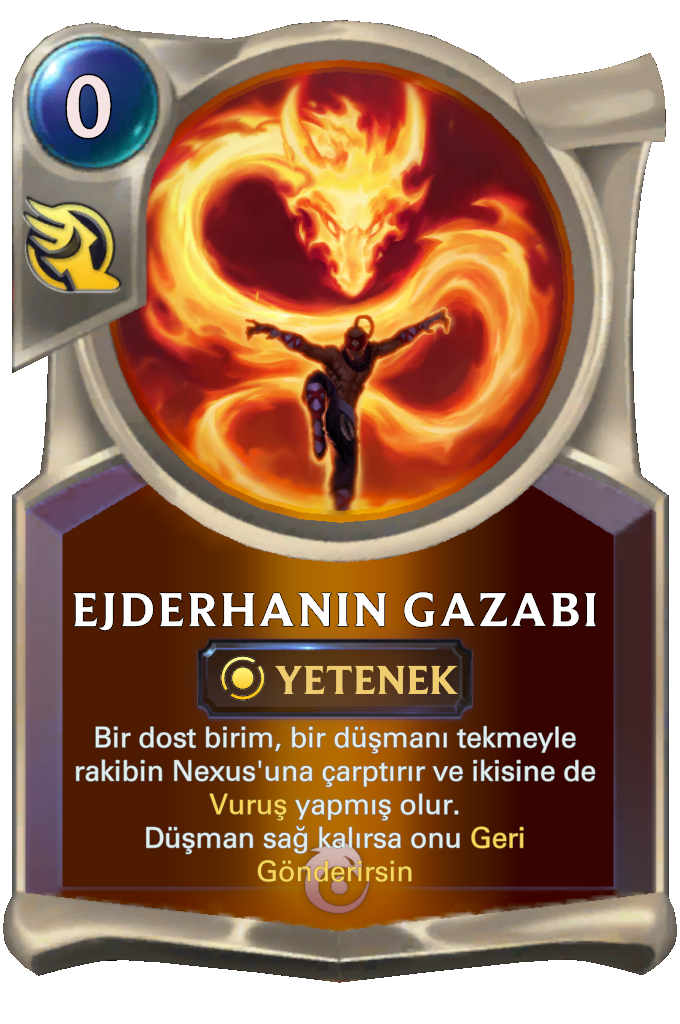 0
EJDERHANIN GAZABI
YETENEK
Bir dost birim, bir düşmanı tekmeyle
rakibin Nexus'una çarptırır ve ikisine de
Vuruş yapmış olur.
Düşman sağ kalırsa onu Geri
Gönderirsin